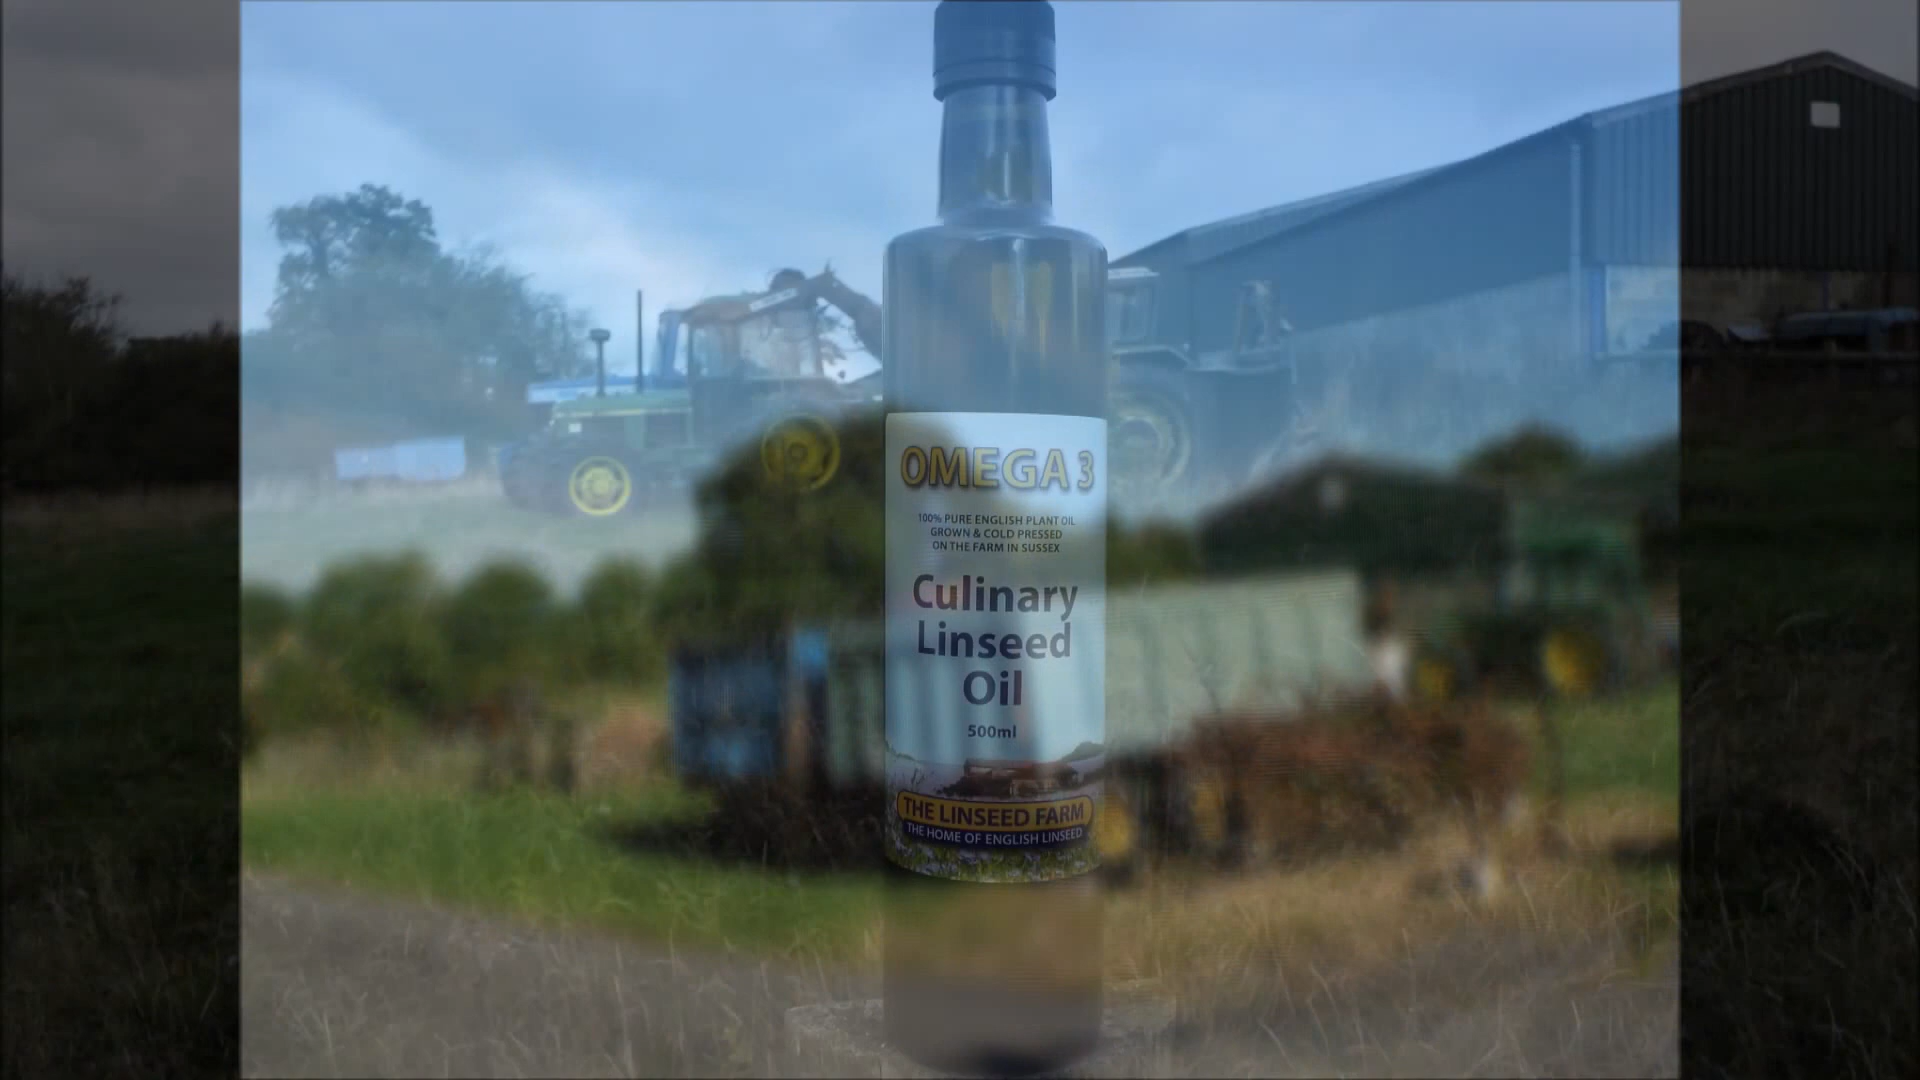 OMEGA 3
100% PURE ENGLISH PLANT OIL
GROWN & COLD PRESSED
ON THE FARM IN SUSSEX
Culinary
Linseed
Oil
500ml
THE LINSEED FARM
THE HOME OF ENGLISH LINSEED